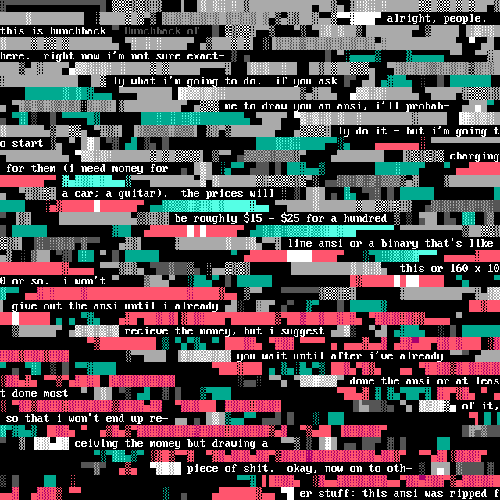 alright, people.
this is hunchback hunchback of
here.  right now i'm not sure exact-
ly what i'm going to do.  if you ask
me to draw you an ansi, i'll probab-
ly do it - but i'm going t
o start
charging
for them (i need money for
a car; a guitar).  the prices will
be roughly $15 - $25 for a hundred
line ansi or a binary that's like
this or 160 x 10
0 or so.  i won't
give out the ansi until i already
recieve the money, but i suggest
you wait until after i've already
done the ansi or at leas
t done most
of it,
so that i won't end up re-
ceiving the money but drawing a
piece of shit.  okay, now on to oth-
er stuff: this ansi was ripped f